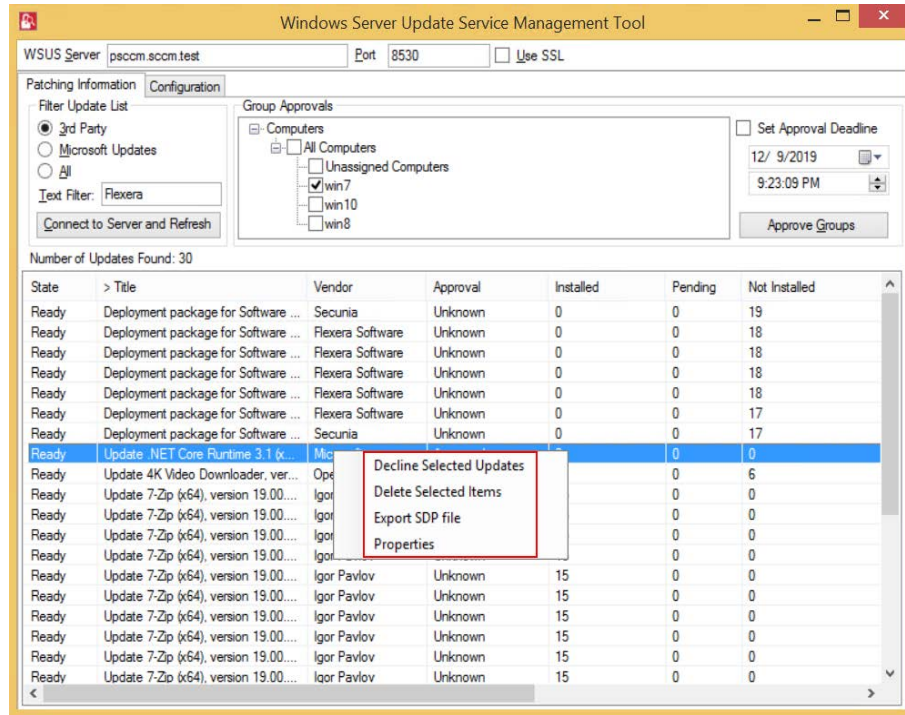 Windows Server Update Service Management Tool
WSUS Server psccm.sccm.test Port 8530 Use SSL
Patching Information Configuration
Filter Update List
3rd Party
Microsoft Updates
All
Text Filter: Flexera
Connect to Server and Refresh
Group Approvals
Computers
All Computers
Unassigned Computers
win7
win10
win8
Set Approval Deadline
12/ 9/2019
9:23:09 PM
Approve Groups
Number of Updates Found: 30
State > Title Vendor Approval Installed Pending Not Installed
Ready Deployment package for Software ... Secunia Unknown 0 0 19
Ready Deployment package for Software ... Flexera Software Unknown 0 0 18
Ready Deployment package for Software ... Flexera Software Unknown 0 0 18
Ready Deployment package for Software ... Flexera Software Unknown 0 0 18
Ready Deployment package for Software ... Flexera Software Unknown 0 0 18
Ready Deployment package for Software ... Flexera Software Unknown 0 0 17
Ready Deployment package for Software ... Secunia Unknown 0 0 17
Ready Update .NET Core Runtime 3.1 (x... 0 0
Ready Update 4K Video Downloader, ver... Ope 0 6
Ready Update 7-Zip (x64), version 19.00.... Igor 0 0
Ready Update 7-Zip (x64), version 19.00.... Igor 0 0
Ready Update 7-Zip (x64), version 19.00.... Igor 0 0
Ready Update 7-Zip (x64), version 19.00.... 0 0
Decline Selected Updates
Delete Selected Items
Export SDP file
Properties
Ready Update 7-Zip (x64), version 19.00.... Igor Pavlov Unknown 15 0 0
Ready Update 7-Zip (x64), version 19.00.... Igor Pavlov Unknown 15 0 0
Ready Update 7-Zip (x64), version 19.00.... Igor Pavlov Unknown 15 0 0
Ready Update 7-Zip (x64), version 19.00.... Igor Pavlov Unknown 15 0 0
Ready Update 7-Zip (x64), version 19.00.... Igor Pavlov Unknown 15 0 0
Ready Update 7-Zip (x64), version 19.00.... Igor Pavlov Unknown 15 0 0